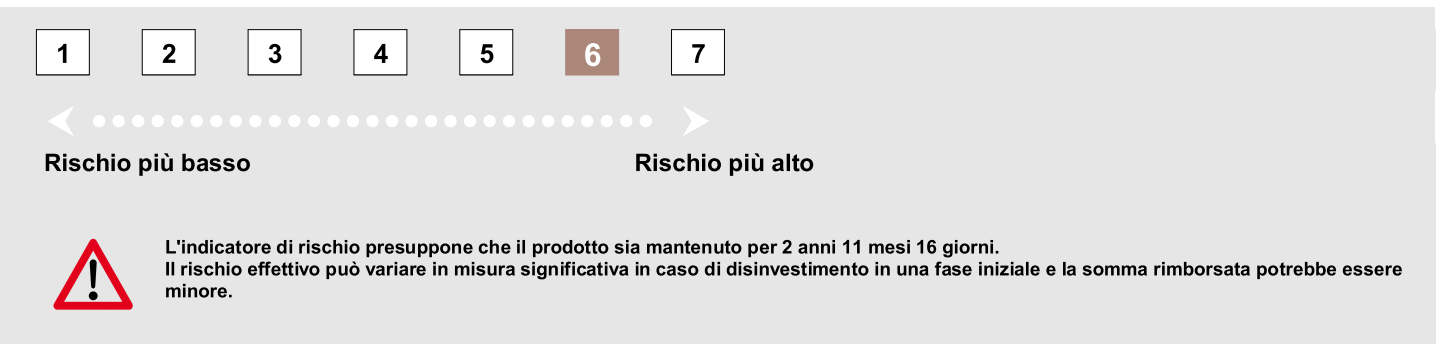 1 2 3 4 5 6 7
Rischio più basso Rischio più alto
L'indicatore di rischio presuppone che il prodotto sia mantenuto per 2 anni 11 mesi 16 giorni.
Il rischio effettivo può variare in misura significativa in caso di disinvestimento in una fase iniziale e la somma rimborsata potrebbe essere
minore.